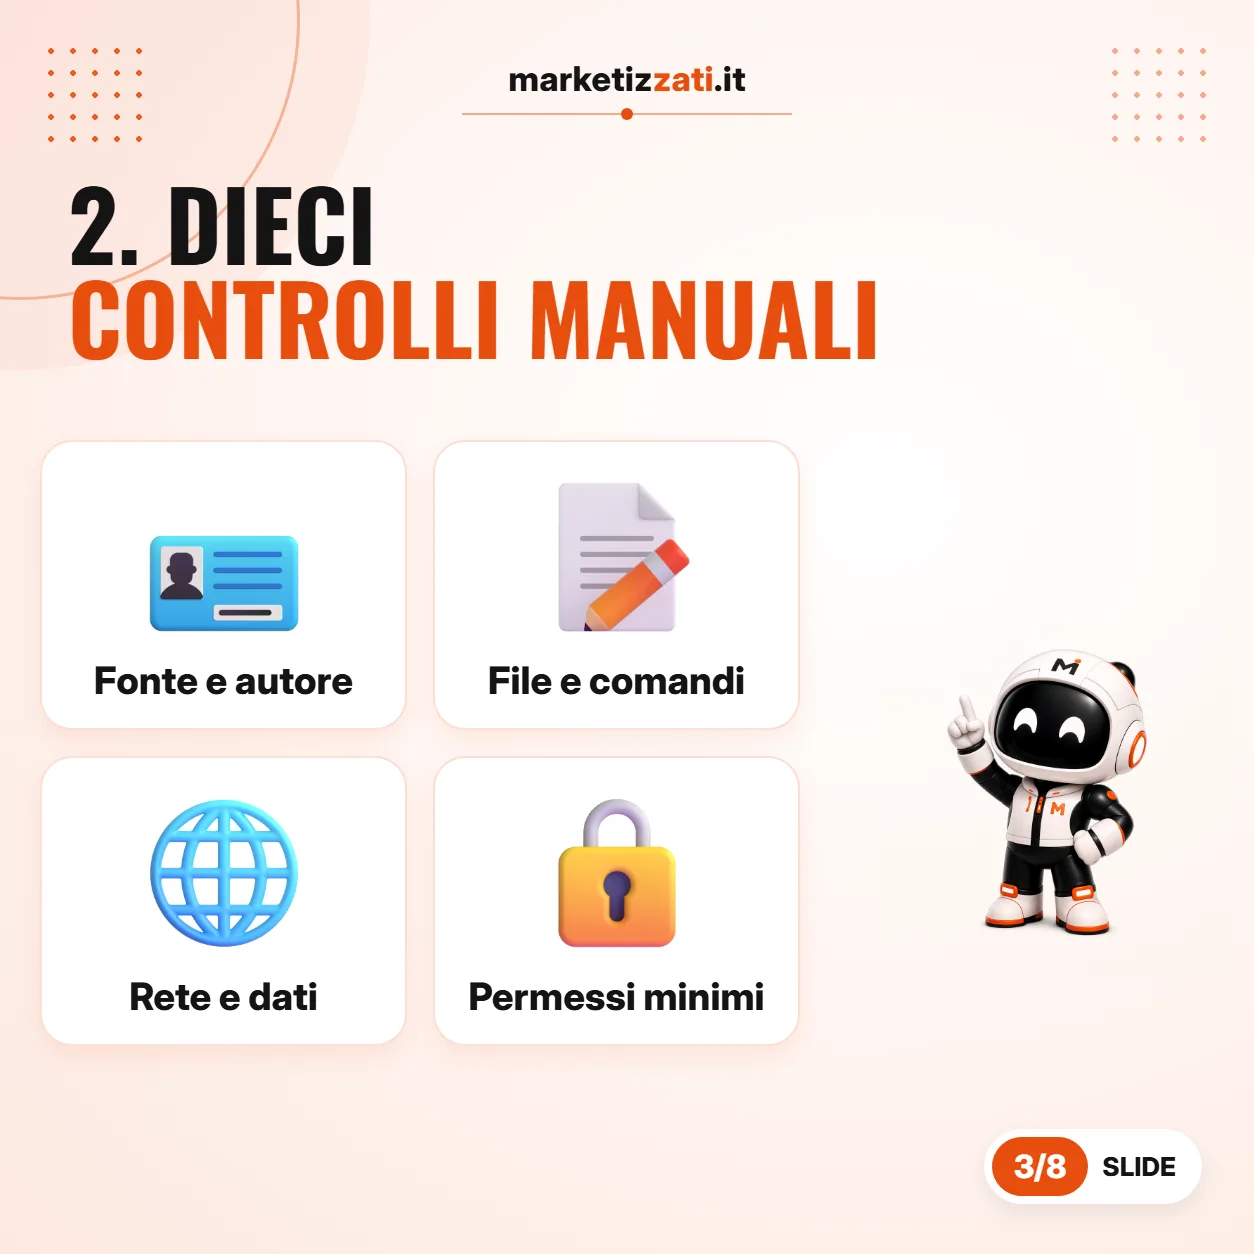 marketizzati.it
2. DIECI
CONTROLLI MANUALI
Fonte e autore
File e comandi
Rete e dati
Permessi minimi
M
M
3/8 SLIDE